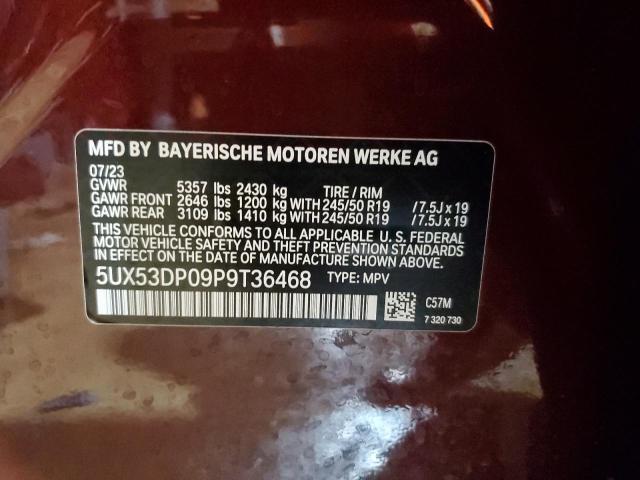 MFD BY BAYERISCHE MOTOREN WERKE AG
07/23
GVWR 5357 lbs 2430 kg TIRE / RIM
GAWR FRONT 2646 lbs 1200 kg WITH 245/50 R19 /7.5J x 19
GAWR REAR 3109 lbs 1410 kg WITH 245/50 R19 /7.5J x 19
THIS VEHICLE CONFORMS TO ALL APPLICABLE U. S. FEDERAL
MOTOR VEHICLE SAFETY AND THEFT PREVENTION STANDARDS
IN EFFECT ON THE DATE OF MANUFACTURE SHOWN ABOVE.
5UX53DP09P9T36468 TYPE: MPV
C57M
7 320 730